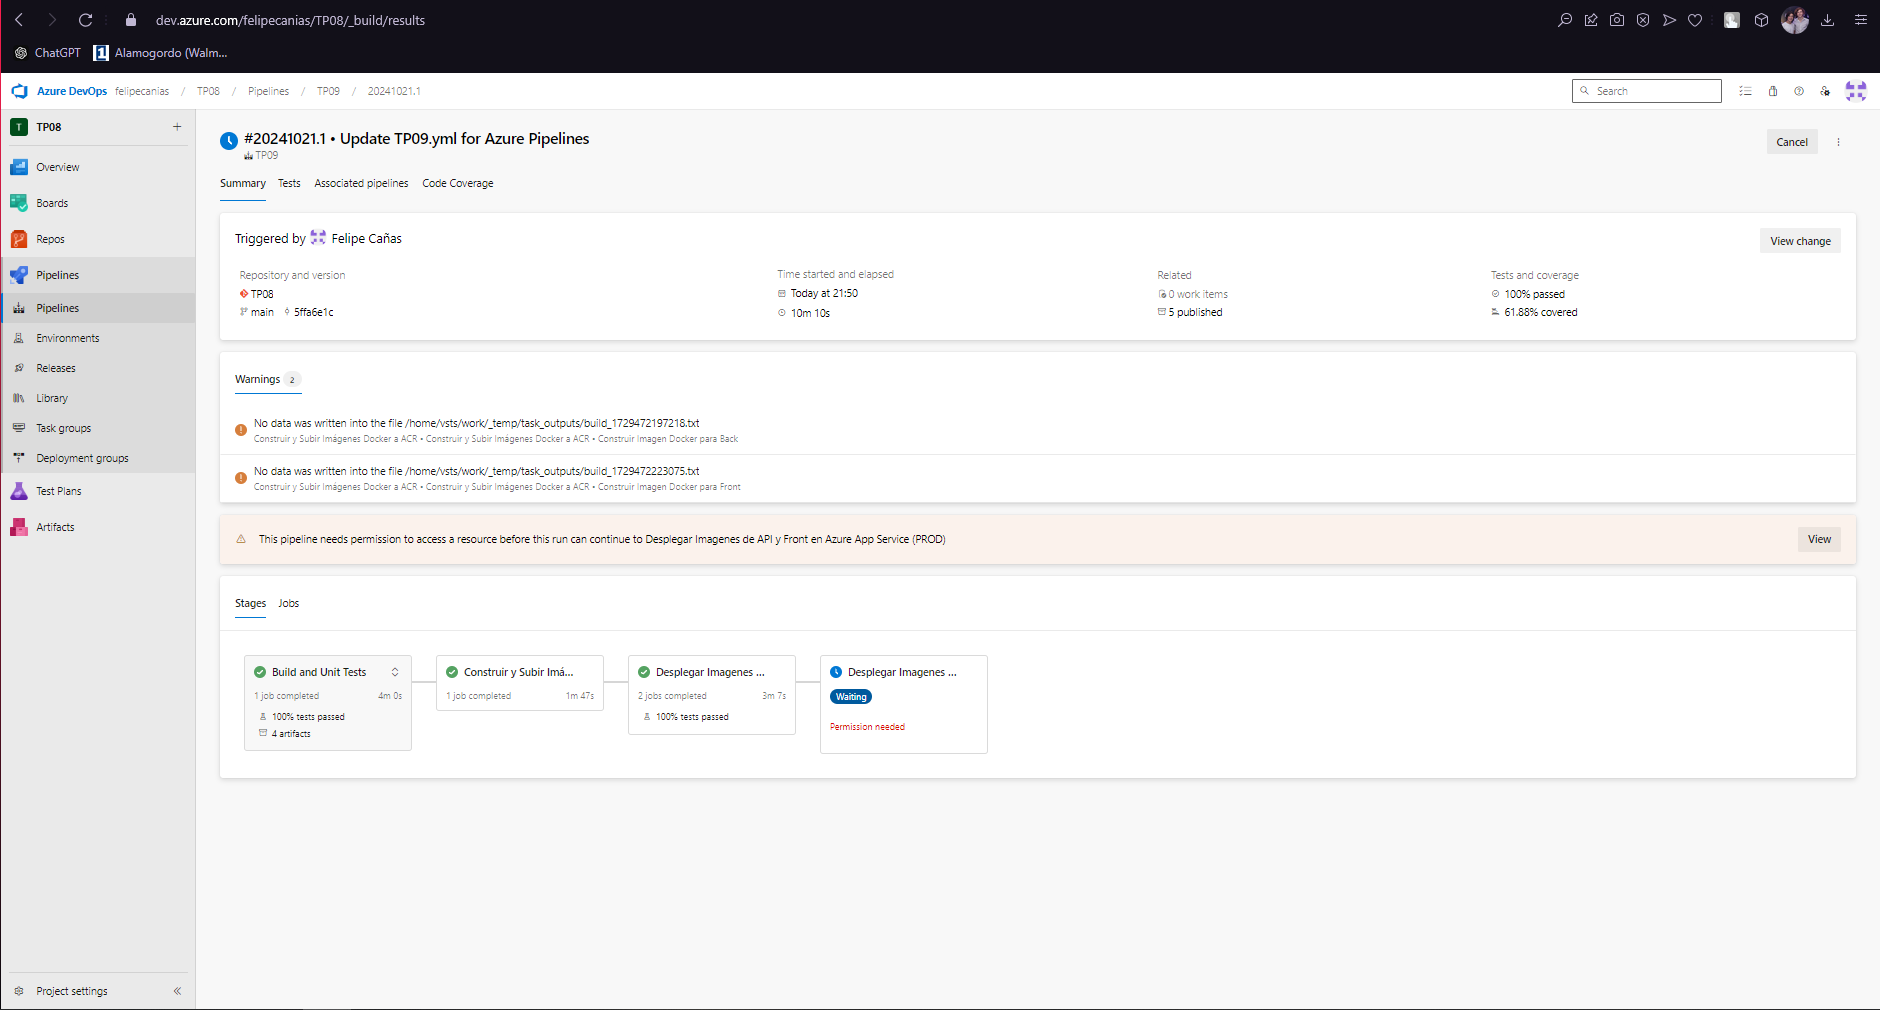 dev.azure.com/felipecanias/TP08/_build/results
ChatGPT
Alamogordo (Walm...
Azure DevOps felipecanias / TP08 / Pipelines / TP09 / 20241021.1
Search
T TP08 +
Overview
Boards
Repos
Pipelines
Pipelines
Environments
Releases
Library
Task groups
Deployment groups
Test Plans
Artifacts
Project settings
#20241021.1 • Update TP09.yml for Azure Pipelines
TP09
Cancel
Summary Tests Associated pipelines Code Coverage
Triggered by Felipe Cañas
View change
Repository and version
TP08
main 5ffa6e1c
Time started and elapsed
Today at 21:50
10m 10s
Related
0 work items
5 published
Tests and coverage
100% passed
61.88% covered
Warnings 2
No data was written into the file /home/vsts/work/_temp/task_outputs/build_1729472197218.txt
Construir y Subir Imágenes Docker a ACR • Construir y Subir Imágenes Docker a ACR • Construir Imagen Docker para Back
No data was written into the file /home/vsts/work/_temp/task_outputs/build_1729472223075.txt
Construir y Subir Imágenes Docker a ACR • Construir y Subir Imágenes Docker a ACR • Construir Imagen Docker para Front
This pipeline needs permission to access a resource before this run can continue to Desplegar Imagenes de API y Front en Azure App Service (PROD)
View
Stages Jobs
Build and Unit Tests
1 job completed 4m 0s
100% tests passed
4 artifacts
Construir y Subir Imá...
1 job completed 1m 47s
Desplegar Imagenes ...
2 jobs completed 3m 7s
100% tests passed
Desplegar Imagenes ...
Waiting
Permission needed